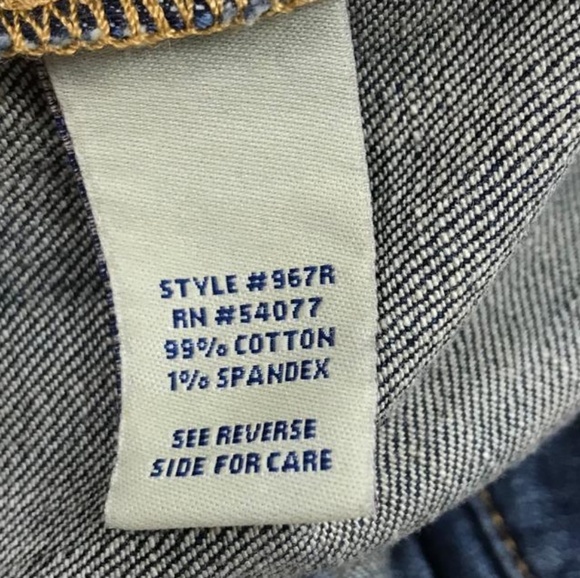 STYLE #967R
RN #54077
99% COTTON
1% SPANDEX
SEE REVERSE
SIDE FOR CARE